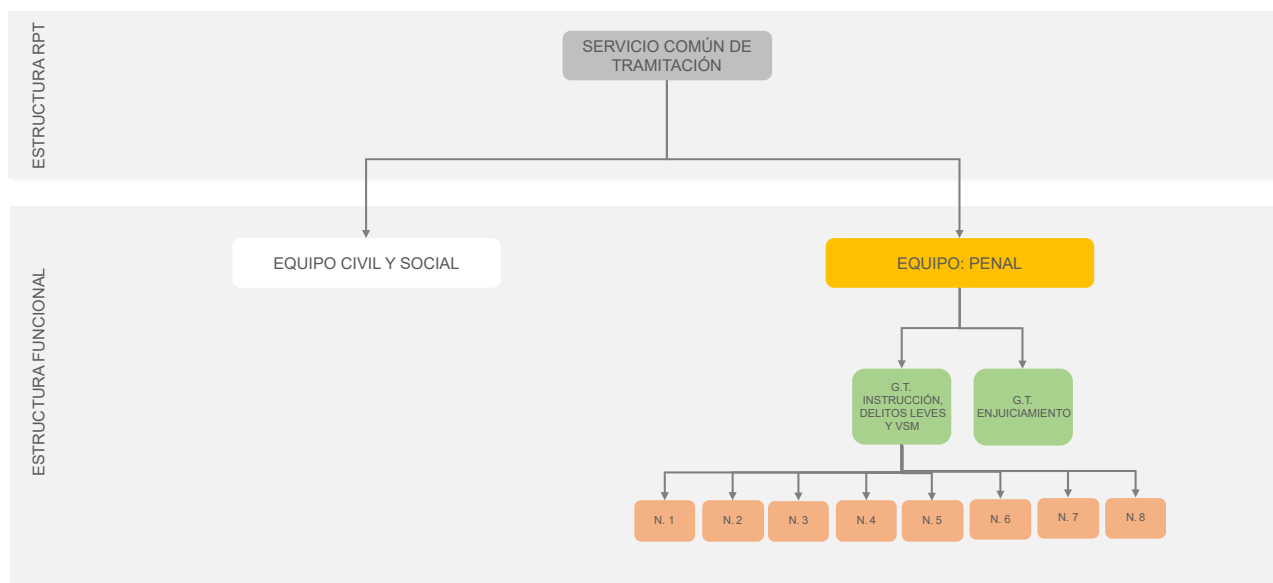 ESTRUCTURA RPT
SERVICIO COMÚN DE
TRAMITACIÓN
ESTRUCTURA FUNCIONAL
EQUIPO CIVIL Y SOCIAL
EQUIPO: PENAL
G.T.
INSTRUCCIÓN,
DELITOS LEVES
Y VSM
G.T.
ENJUICIAMIENTO
N. 1
N. 2
N. 3
N. 4
N. 5
N. 6
N. 7
N. 8